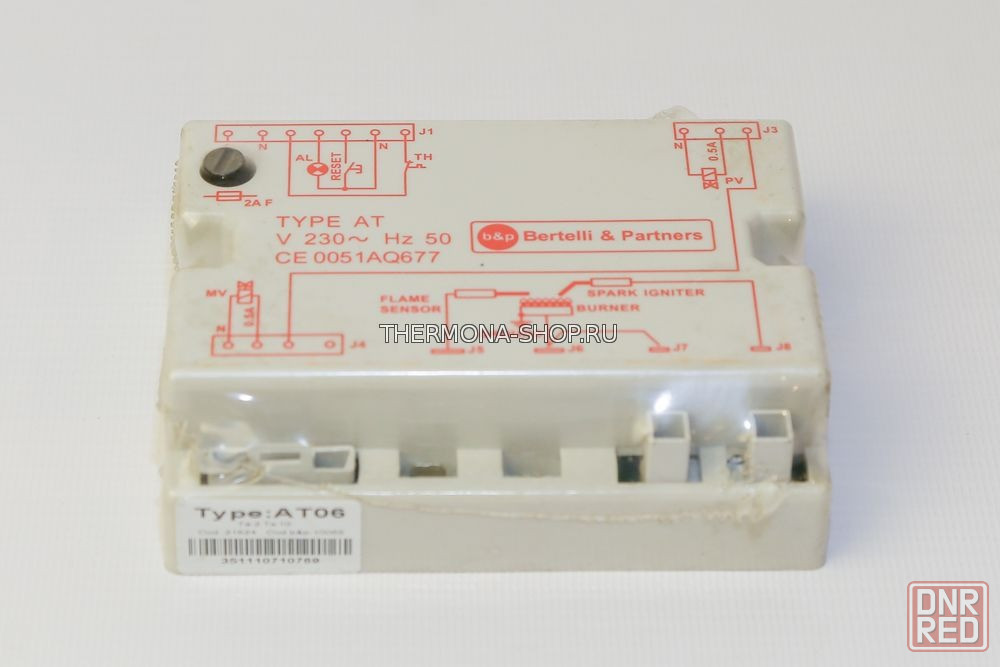 J1
J3
N
N
N
AL
RESET
TH
0.5A
PV
2A F
TYPE AT
V 230~ Hz 50
CE 0051AQ677
b&p Bertelli & Partners
MV
0.5A
N
J4
FLAME
SENSOR
SPARK IGNITER
BURNER
THERMONA-SHOP.RU
J5
J6
J7
J8
Type:AT06
351110710769
DNR
RED